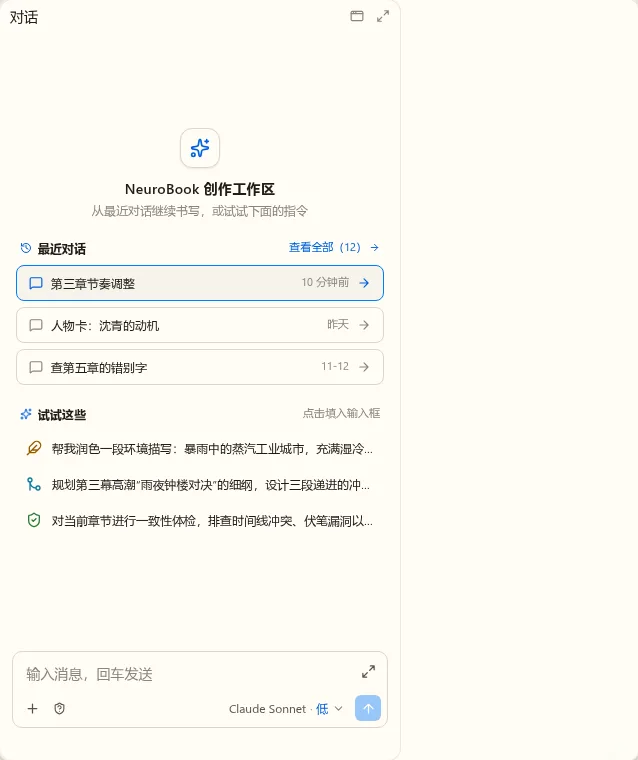 对话
NeuroBook 创作工作区
从最近对话继续书写，或试试下面的指令
最近对话 查看全部（12）
第三章节奏调整 10 分钟前
人物卡：沈青的动机 昨天
查第五章的错别字 11-12
试试这些 点击填入输入框
帮我润色一段环境描写：暴雨中的蒸汽工业城市，充满湿冷...
规划第三幕高潮“雨夜钟楼对决”的细纲，设计三段递进的冲...
对当前章节进行一致性体检，排查时间线冲突、伏笔漏洞以...
输入消息，回车发送
Claude Sonnet · 低